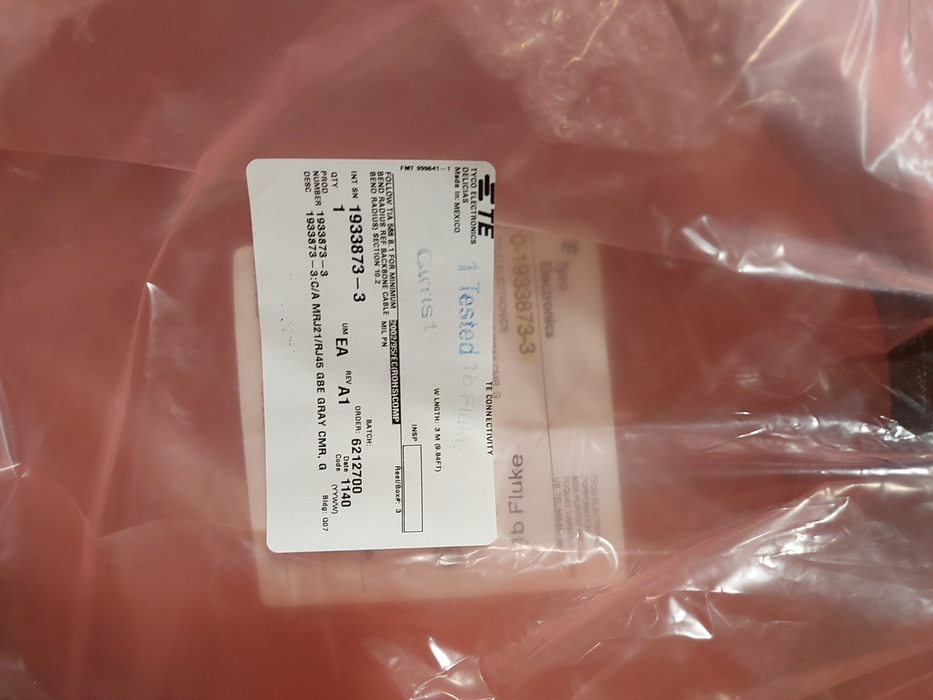 TE
TE CONNECTIVITY
TYCO ELECTRONICS
DELICIAS
Made in: MEXICO
1 Tested
W LNGTH: 3 M (9.84FT)
FMT 999641-1
INSP
Reel/Box#: 3
FOLLOW TIA 568 B.1 FOR MINIMUM
BEND RADIUS REF BACKBONE CABLE
BEND RADIUS) SECTION 10.2
MIL PN
2002/95/EC(ROHS)COMP
BATCH:
INT SN 1933873-3
UM EA
REV A1
ORDER: 6212700
QTY 1
Date Code 1140
(YYWW)
PROD NUMBER 1933873-3
Bldg: Q07
DESC 1933873-3:C/A MRJ21/RJ45 GBE GRAY CMR, G
Tyco
Electronics
0-1933873-3
Fluke